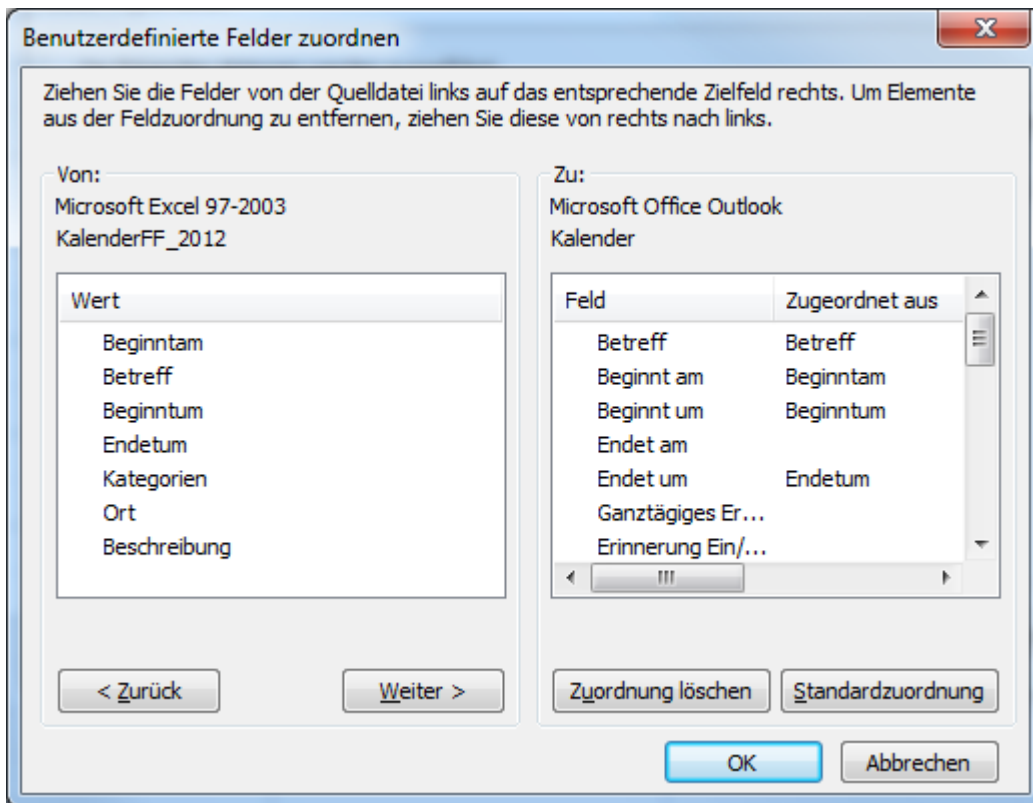 Benutzerdefinierte Felder zuordnen
Ziehen Sie die Felder von der Quelldatei links auf das entsprechende Zielfeld rechts. Um Elemente
aus der Feldzuordnung zu entfernen, ziehen Sie diese von rechts nach links.
Von:
Microsoft Excel 97-2003
KalenderFF_2012
Wert
Beginntam
Betreff
Beginntum
Endetum
Kategorien
Ort
Beschreibung
< Zurück
Weiter >
Zu:
Microsoft Office Outlook
Kalender
Feld Zugeordnet aus
Betreff Betreff
Beginnt am Beginntam
Beginnt um Beginntum
Endet am
Endet um Endetum
Ganztägiges Er...
Erinnerung Ein/...
Zuordnung löschen
Standardzuordnung
OK
Abbrechen